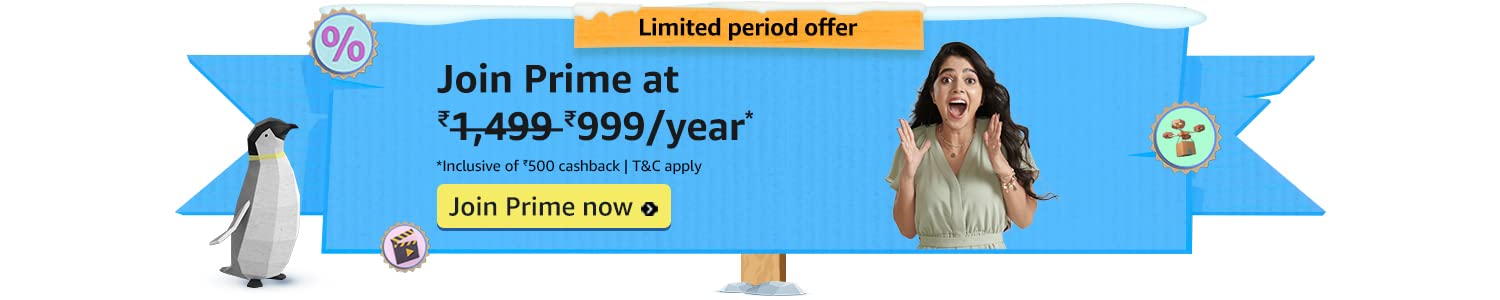 %
Limited period offer
Join Prime at
₹1,499 ₹999/year*
*Inclusive of ₹500 cashback | T&C apply
Join Prime now